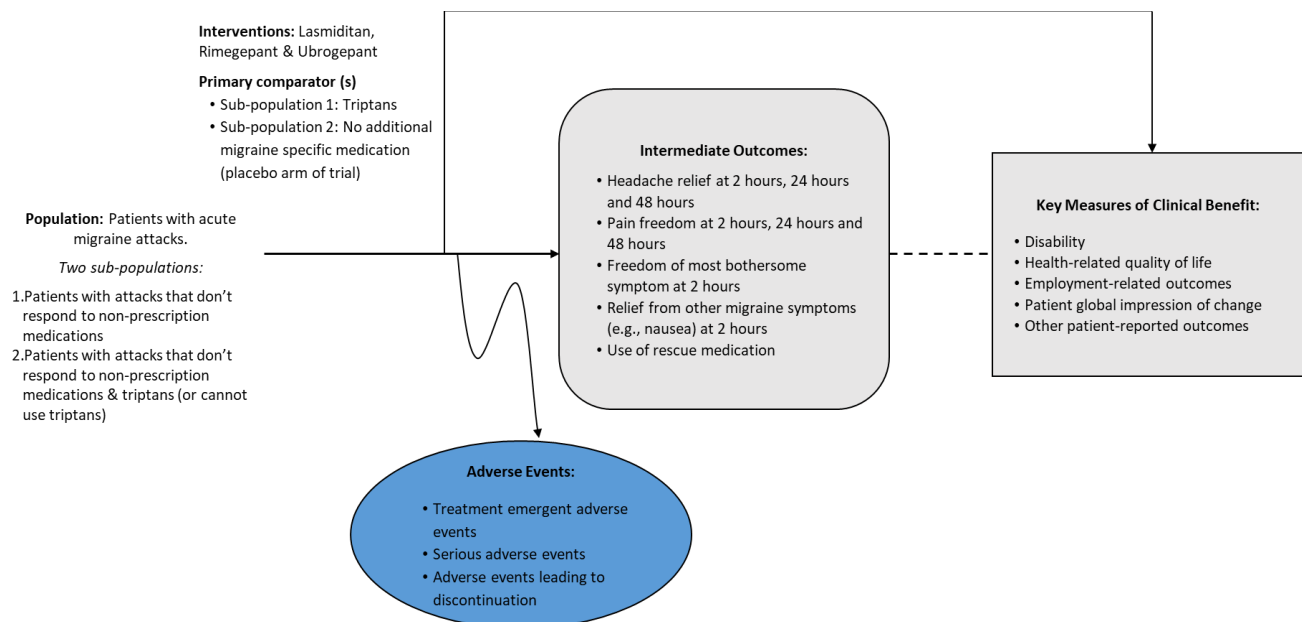 Interventions: Lasmiditan,
Rimegepant & Ubrogepant
Primary comparator (s)
• Sub-population 1: Triptans
• Sub-population 2: No additional
migraine specific medication
(placebo arm of trial)
Population: Patients with acute
migraine attacks.
Two sub-populations:
1.Patients with attacks that don’t
respond to non-prescription
medications
2.Patients with attacks that don’t
respond to non-prescription
medications & triptans (or cannot
use triptans)
Intermediate Outcomes:
• Headache relief at 2 hours, 24 hours
and 48 hours
• Pain freedom at 2 hours, 24 hours and
48 hours
• Freedom of most bothersome
symptom at 2 hours
• Relief from other migraine symptoms
(e.g., nausea) at 2 hours
• Use of rescue medication
Key Measures of Clinical Benefit:
• Disability
• Health-related quality of life
• Employment-related outcomes
• Patient global impression of change
• Other patient-reported outcomes
Adverse Events:
• Treatment emergent adverse
events
• Serious adverse events
• Adverse events leading to
discontinuation